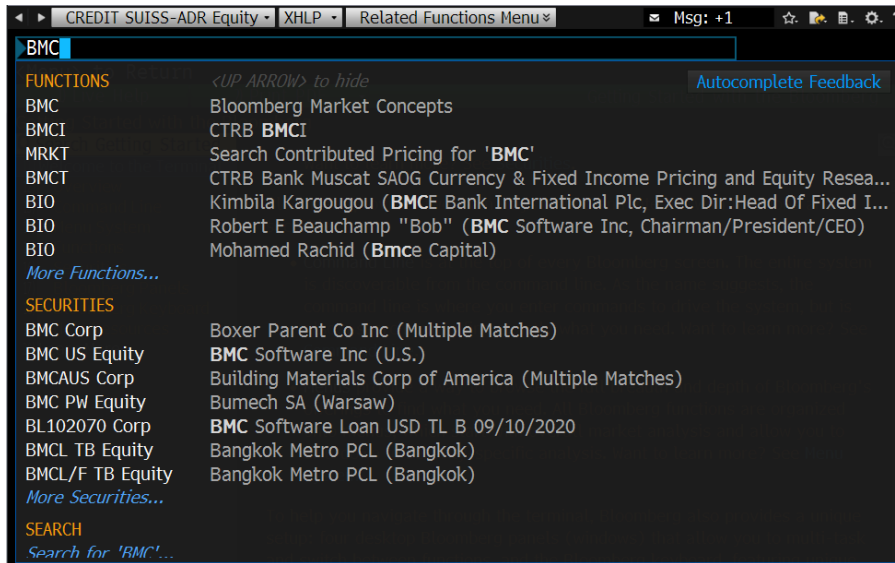 CREDIT SUISS-ADR Equity XHLP Related Functions Menu Msg: +1
BMC
FUNCTIONS <UP ARROW> to hide Autocomplete Feedback
BMC Bloomberg Market Concepts
BMCI CTRB BMCI
MRKT Search Contributed Pricing for 'BMC'
BMCT CTRB Bank Muscat SAOG Currency & Fixed Income Pricing and Equity Resea...
BIO Kimbila Kargougou (BMCE Bank International Plc, Exec Dir:Head Of Fixed I...
BIO Robert E Beauchamp "Bob" (BMC Software Inc, Chairman/President/CEO)
BIO Mohamed Rachid (Bmce Capital)
More Functions...
SECURITIES
BMC Corp Boxer Parent Co Inc (Multiple Matches)
BMC US Equity BMC Software Inc (U.S.)
BMCAUS Corp Building Materials Corp of America (Multiple Matches)
BMC PW Equity Bumech SA (Warsaw)
BL102070 Corp BMC Software Loan USD TL B 09/10/2020
BMCL TB Equity Bangkok Metro PCL (Bangkok)
BMCL/F TB Equity Bangkok Metro PCL (Bangkok)
More Securities...
SEARCH
Search for 'BMC'...